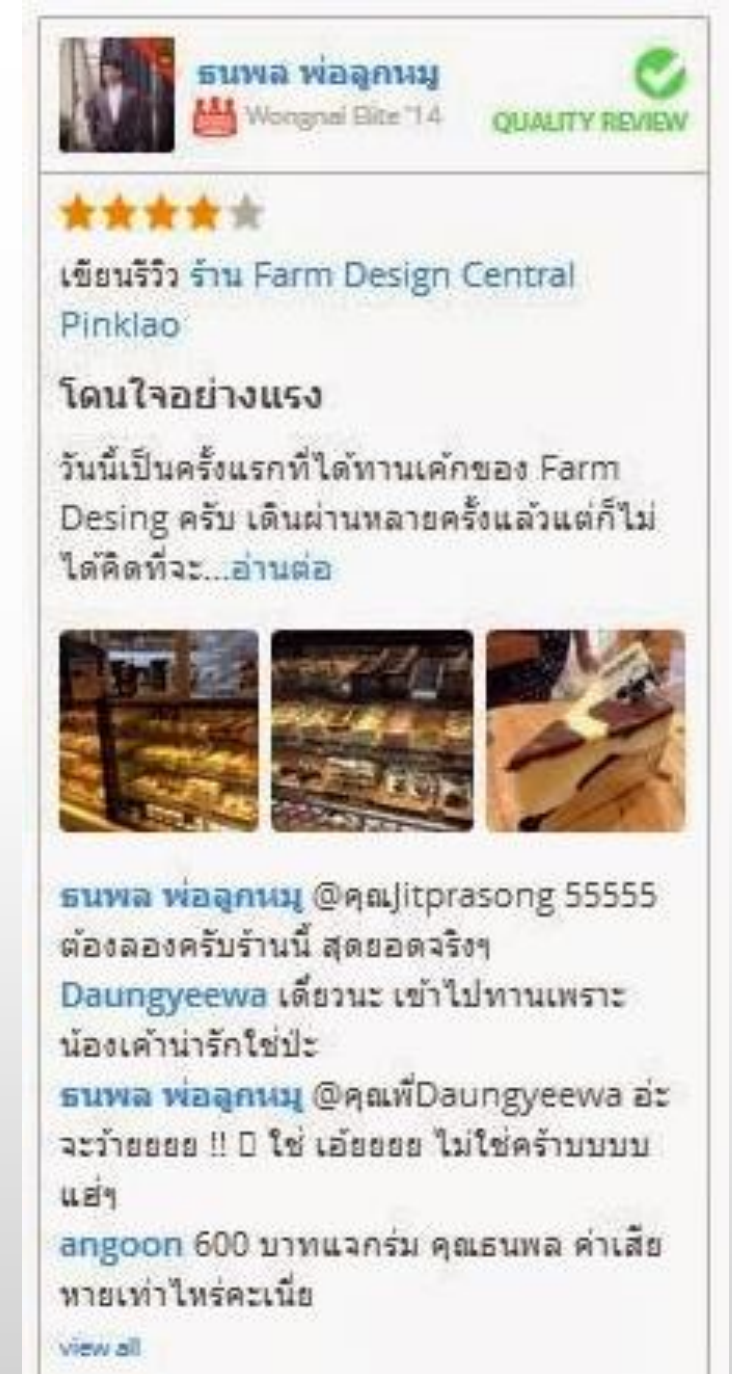 ธนพล พ่อลูกหมู
Wongnai Elite '14
QUALITY REVIEW
เขียนรีวิว ร้าน Farm Design Central
Pinklao
โดนใจอย่างแรง
วันนี้เป็นครั้งแรกที่ได้ทานเค้กของ Farm
Desing ครับ เดินผ่านหลายครั้งแล้วแต่ก็ไม่
ได้คิดที่จะ...อ่านต่อ
ธนพล พ่อลูกหมู @คุณJitprasong 55555
ต้องลองครับร้านนี้ สุดยอดจริงๆ
Daungyeewa เดี๋ยวนะ เข้าไปทานเพราะ
น้องเค้าน่ารักใช่ป่ะ
ธนพล พ่อลูกหมู @คุณพี่Daungyeewa อ่ะ
จะว้ายยยย !! ใช่ เอ้ยยยย ไม่ใช่คร้าบบบบ
แฮ่ๆ
angoon 600 บาทแจกร่ม คุณธนพล ค่าเสีย
หายเท่าไหร่คะเนี่ย
view all